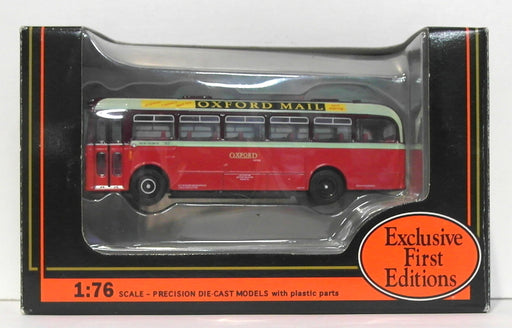 OXFORD MAIL
OXFORD
Exclusive
First
Editions
1:76 SCALE - PRECISION DIE-CAST MODELS with plastic parts